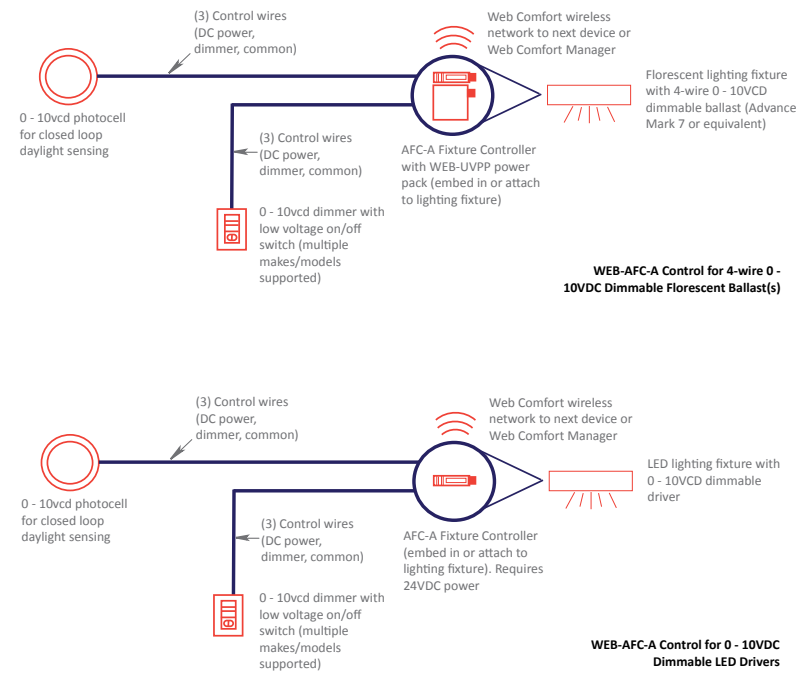 (3) Control wires
(DC power,
dimmer, common)
Web Comfort wireless
network to next device or
Web Comfort Manager
Florescent lighting fixture
with 4-wire 0 - 10VCD
dimmable ballast (Advance
Mark 7 or equivalent)
0 - 10vcd photocell
for closed loop
daylight sensing
(3) Control wires
(DC power,
dimmer, common)
AFC-A Fixture Controller
with WEB-UVPP power
pack (embed in or attach
to lighting fixture)
0 - 10vcd dimmer with
low voltage on/off
switch (multiple
makes/models
supported)
WEB-AFC-A Control for 4-wire 0 -
10VDC Dimmable Florescent Ballast(s)
(3) Control wires
(DC power,
dimmer, common)
Web Comfort wireless
network to next device or
Web Comfort Manager
LED lighting fixture with
0 - 10VCD dimmable
driver
0 - 10vcd photocell
for closed loop
daylight sensing
(3) Control wires
(DC power,
dimmer, common)
AFC-A Fixture Controller
(embed in or attach to
lighting fixture). Requires
24VDC power
0 - 10vcd dimmer with
low voltage on/off
switch (multiple
makes/models
supported)
WEB-AFC-A Control for 0 - 10VDC
Dimmable LED Drivers